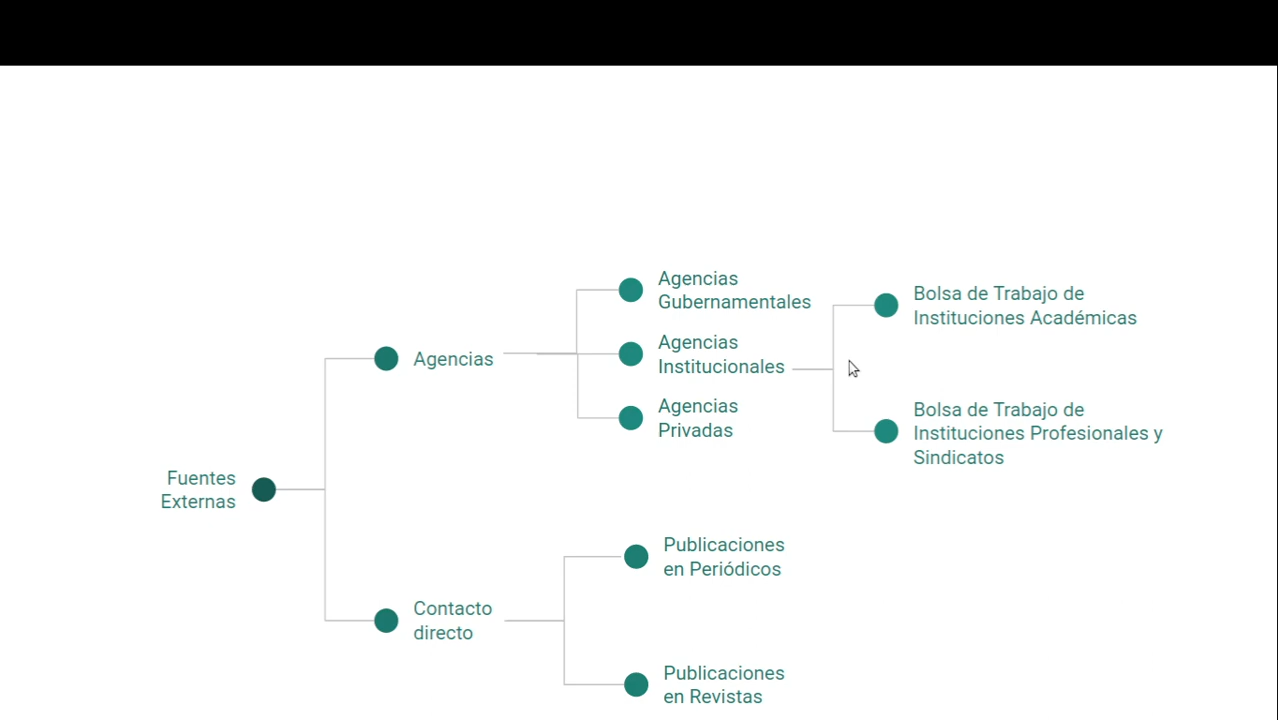 Fuentes
Externas
Agencias
Agencias
Gubernamentales
Agencias
Institucionales
Bolsa de Trabajo de
Instituciones Académicas
Bolsa de Trabajo de
Instituciones Profesionales y
Sindicatos
Agencias
Privadas
Contacto
directo
Publicaciones
en Periódicos
Publicaciones
en Revistas